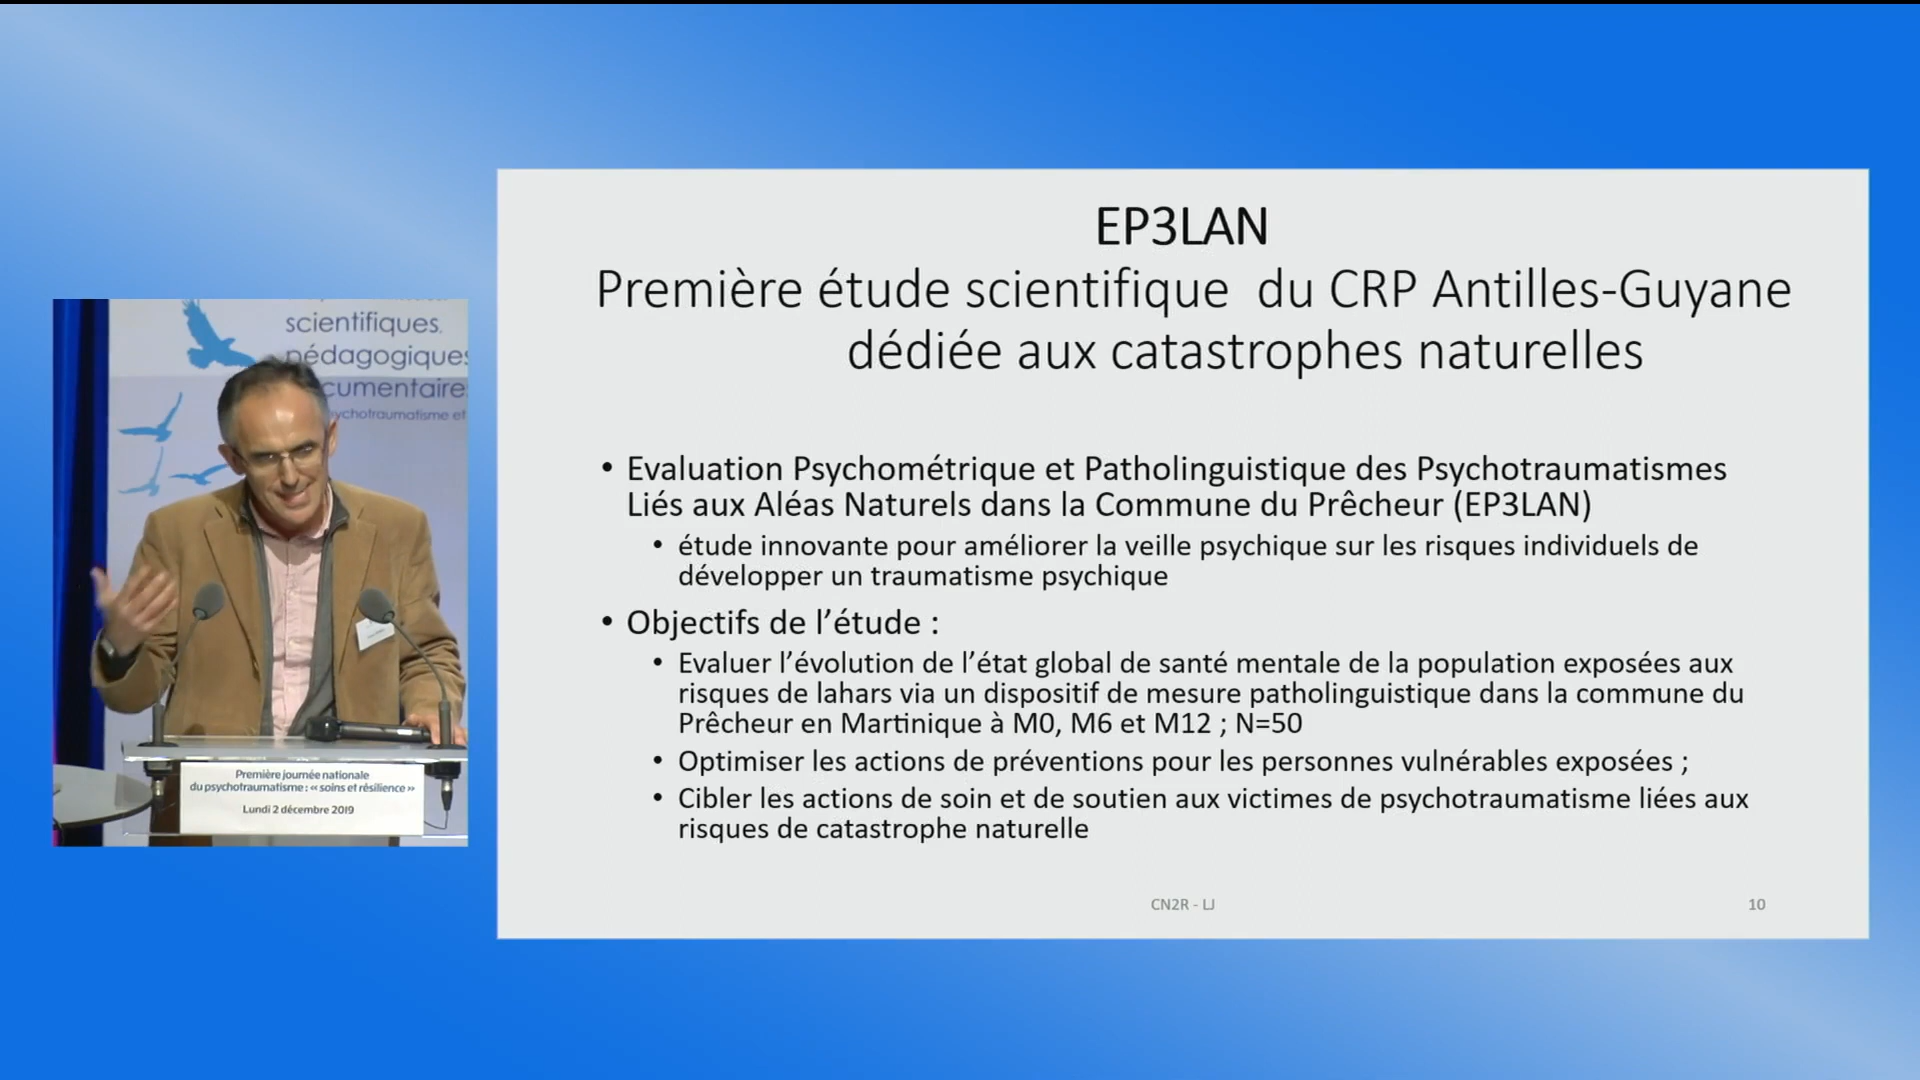 scientifiques.
pédagogiques
cumentaire
ychotraumatisme et
Première journée nationale
du psychotraumatisme : « soins et résilience »
Lundi 2 décembre 2019
EP3LAN
Première étude scientifique du CRP Antilles-Guyane
dédiée aux catastrophes naturelles
• Evaluation Psychométrique et Patholinguistique des Psychotraumatismes
Liés aux Aléas Naturels dans la Commune du Prêcheur (EP3LAN)
• étude innovante pour améliorer la veille psychique sur les risques individuels de
développer un traumatisme psychique
• Objectifs de l’étude :
• Evaluer l’évolution de l’état global de santé mentale de la population exposées aux
risques de lahars via un dispositif de mesure patholinguistique dans la commune du
Prêcheur en Martinique à M0, M6 et M12 ; N=50
• Optimiser les actions de préventions pour les personnes vulnérables exposées ;
• Cibler les actions de soin et de soutien aux victimes de psychotraumatisme liées aux
risques de catastrophe naturelle
CN2R - LJ
10